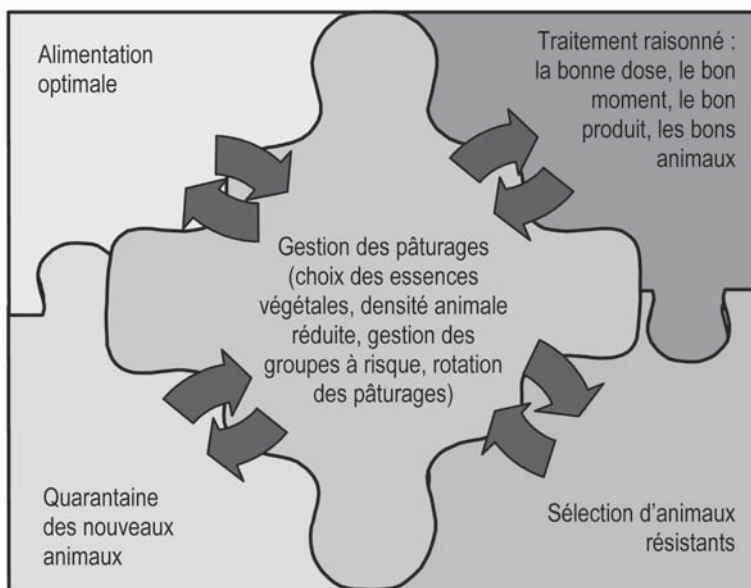 Alimentation
optimale
Traitement raisonné :
la bonne dose, le bon
moment, le bon
produit, les bons
animaux
Gestion des pâturages
(choix des essences
végétales, densité animale
réduite, gestion des
groupes à risque, rotation
des pâturages)
Quarantaine
des nouveaux
animaux
Sélection d’animaux
résistants